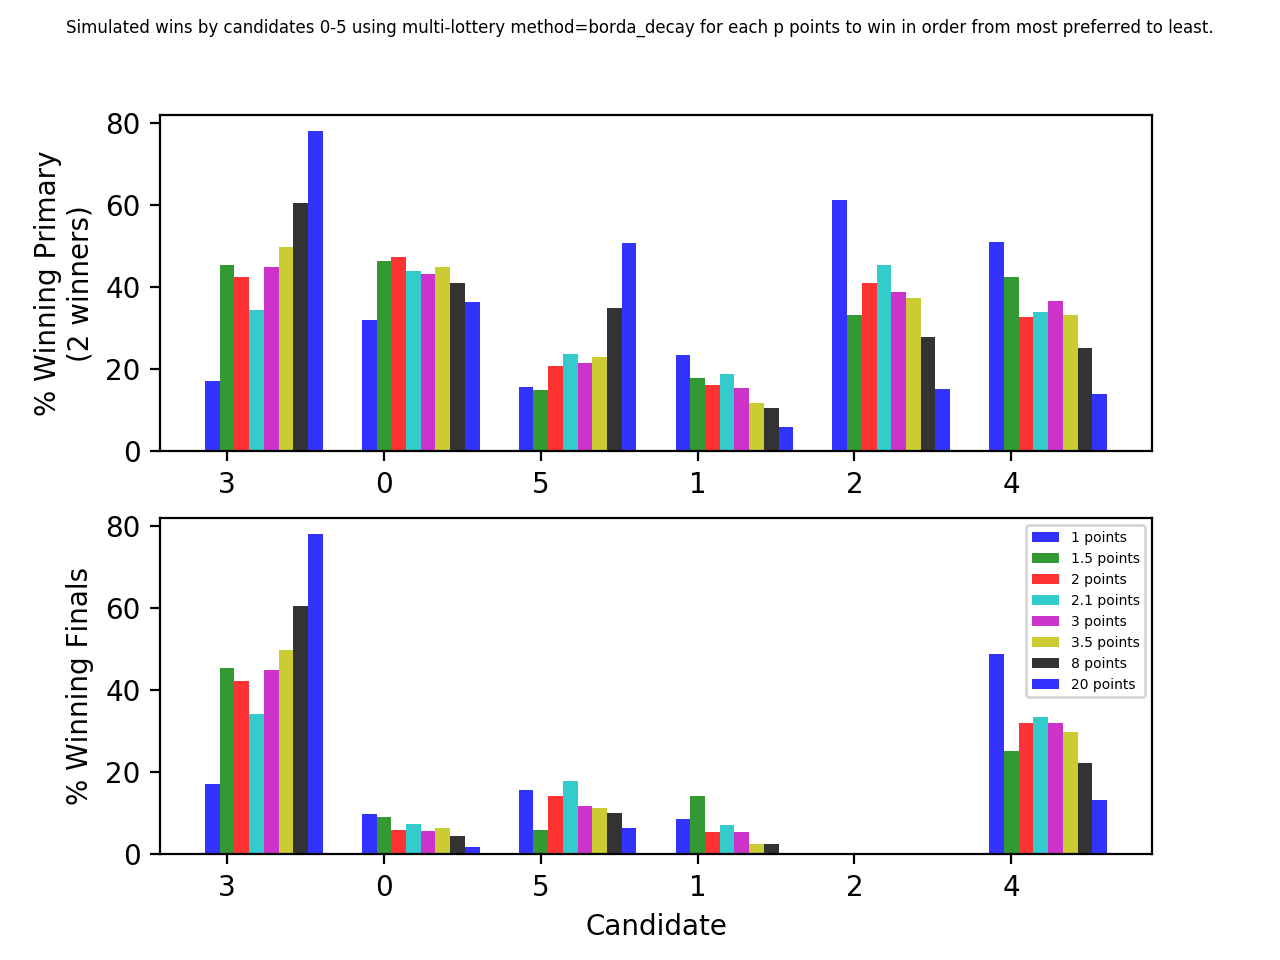 Simulated wins by candidates 0-5 using multi-lottery method=borda_decay for each p points to win in order from most preferred to least.
% Winning Primary
(2 winners)
80
60
40
20
0
3 0 5 1 2 4
% Winning Finals
80
60
40
20
0
1 points
1.5 points
2 points
2.1 points
3 points
3.5 points
8 points
20 points
3 0 5 1 2 4
Candidate